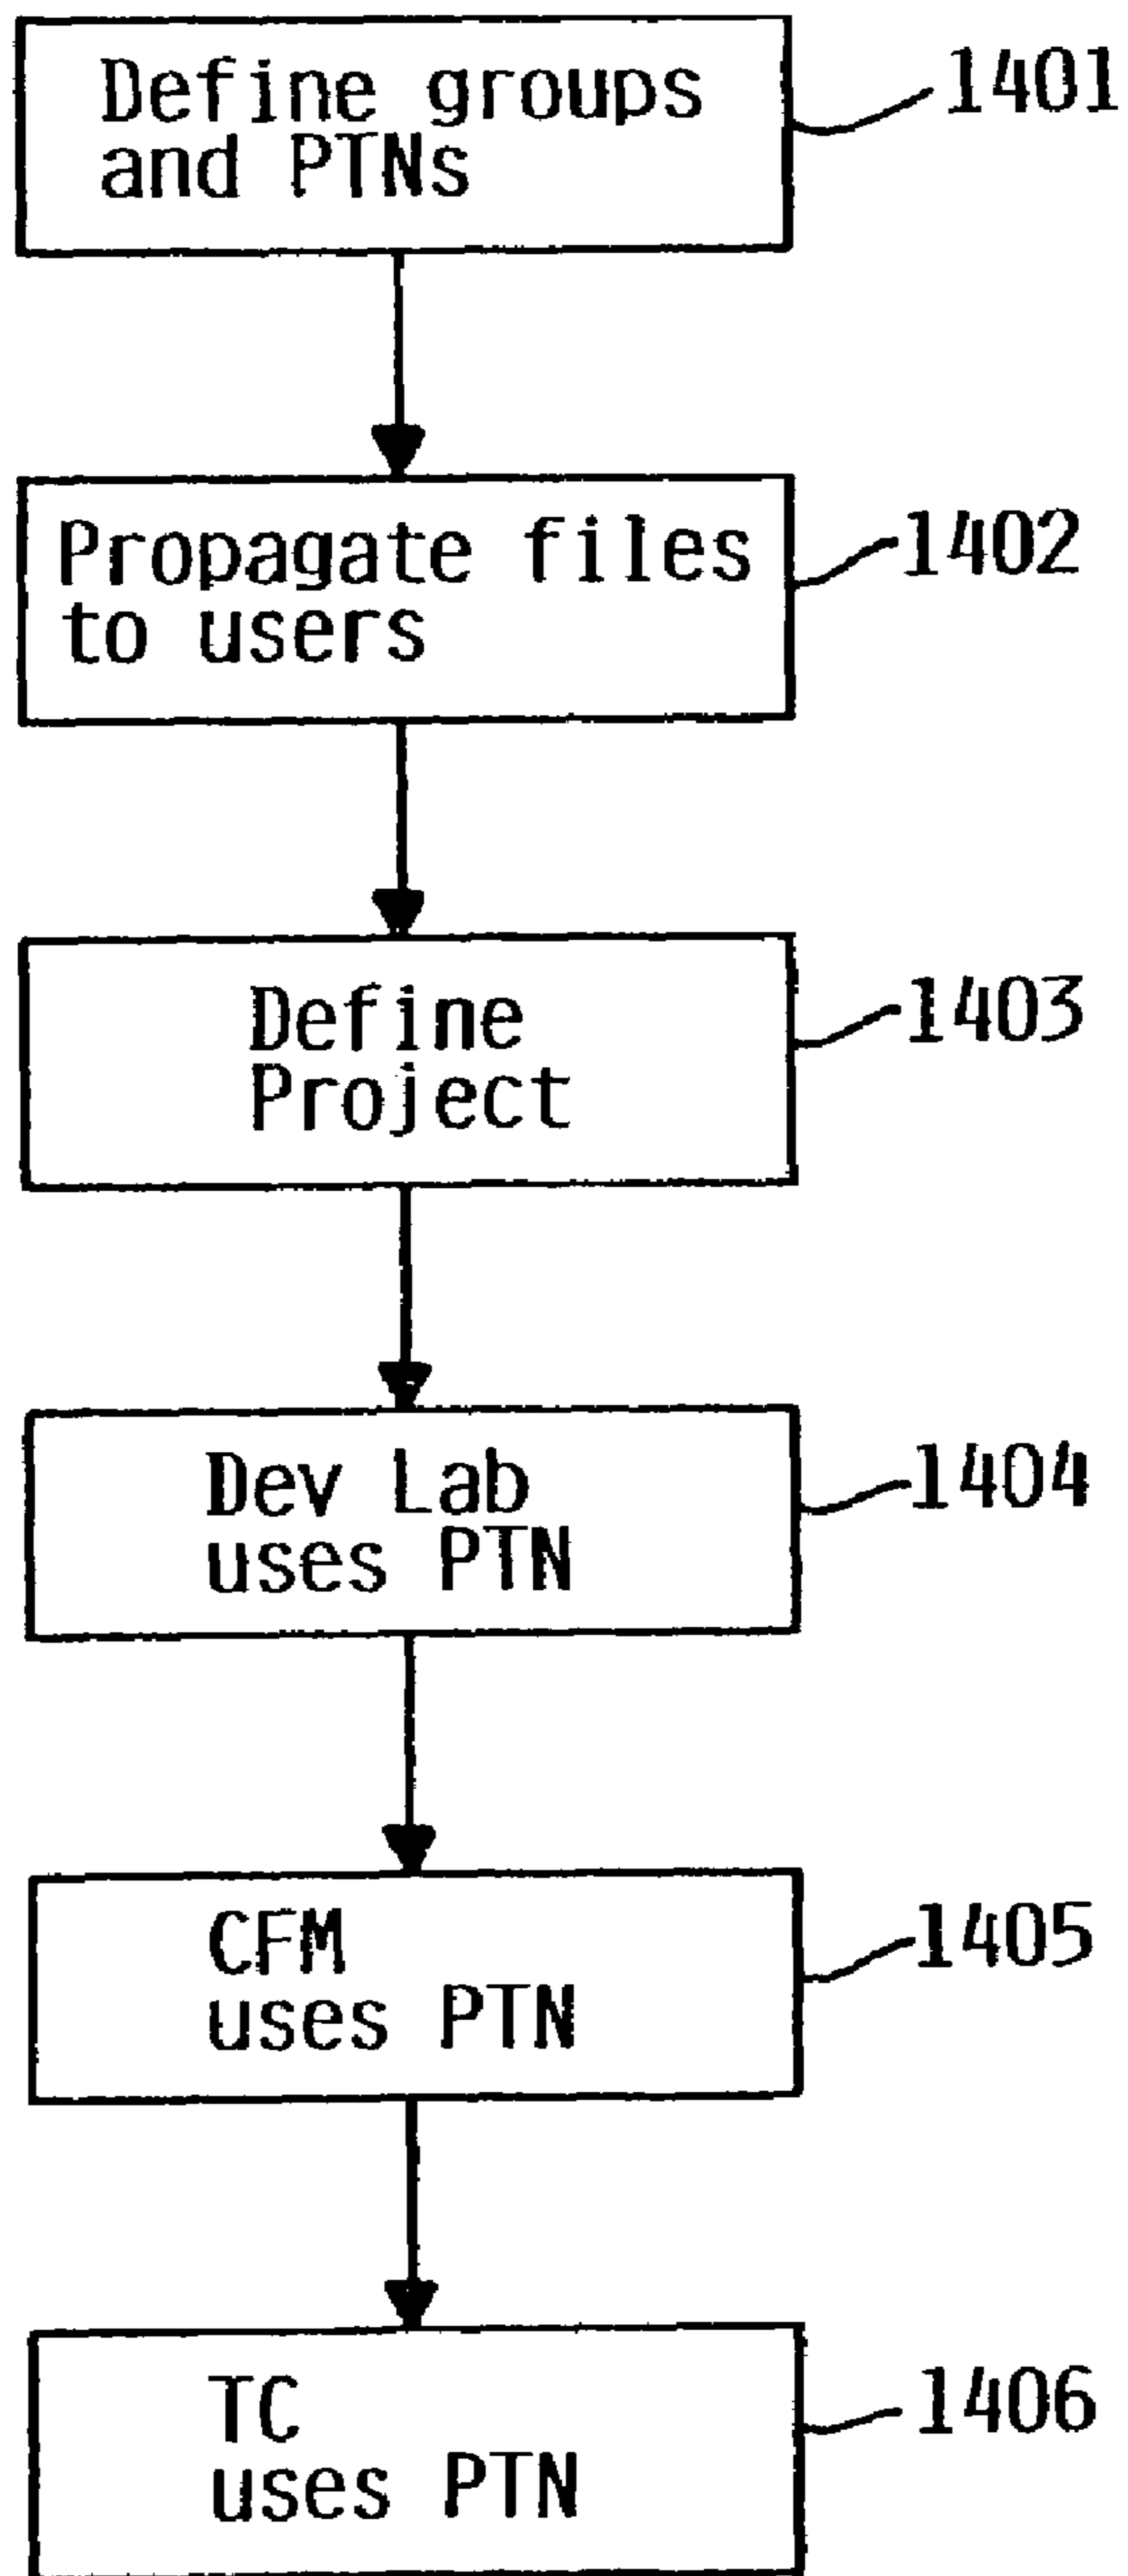 Define groups
and PTNs
1401
Propagate files
to users
1402
Define
Project
1403
Dev Lab
uses PTN
1404
CFM
uses PTN
1405
TC
uses PTN
1406